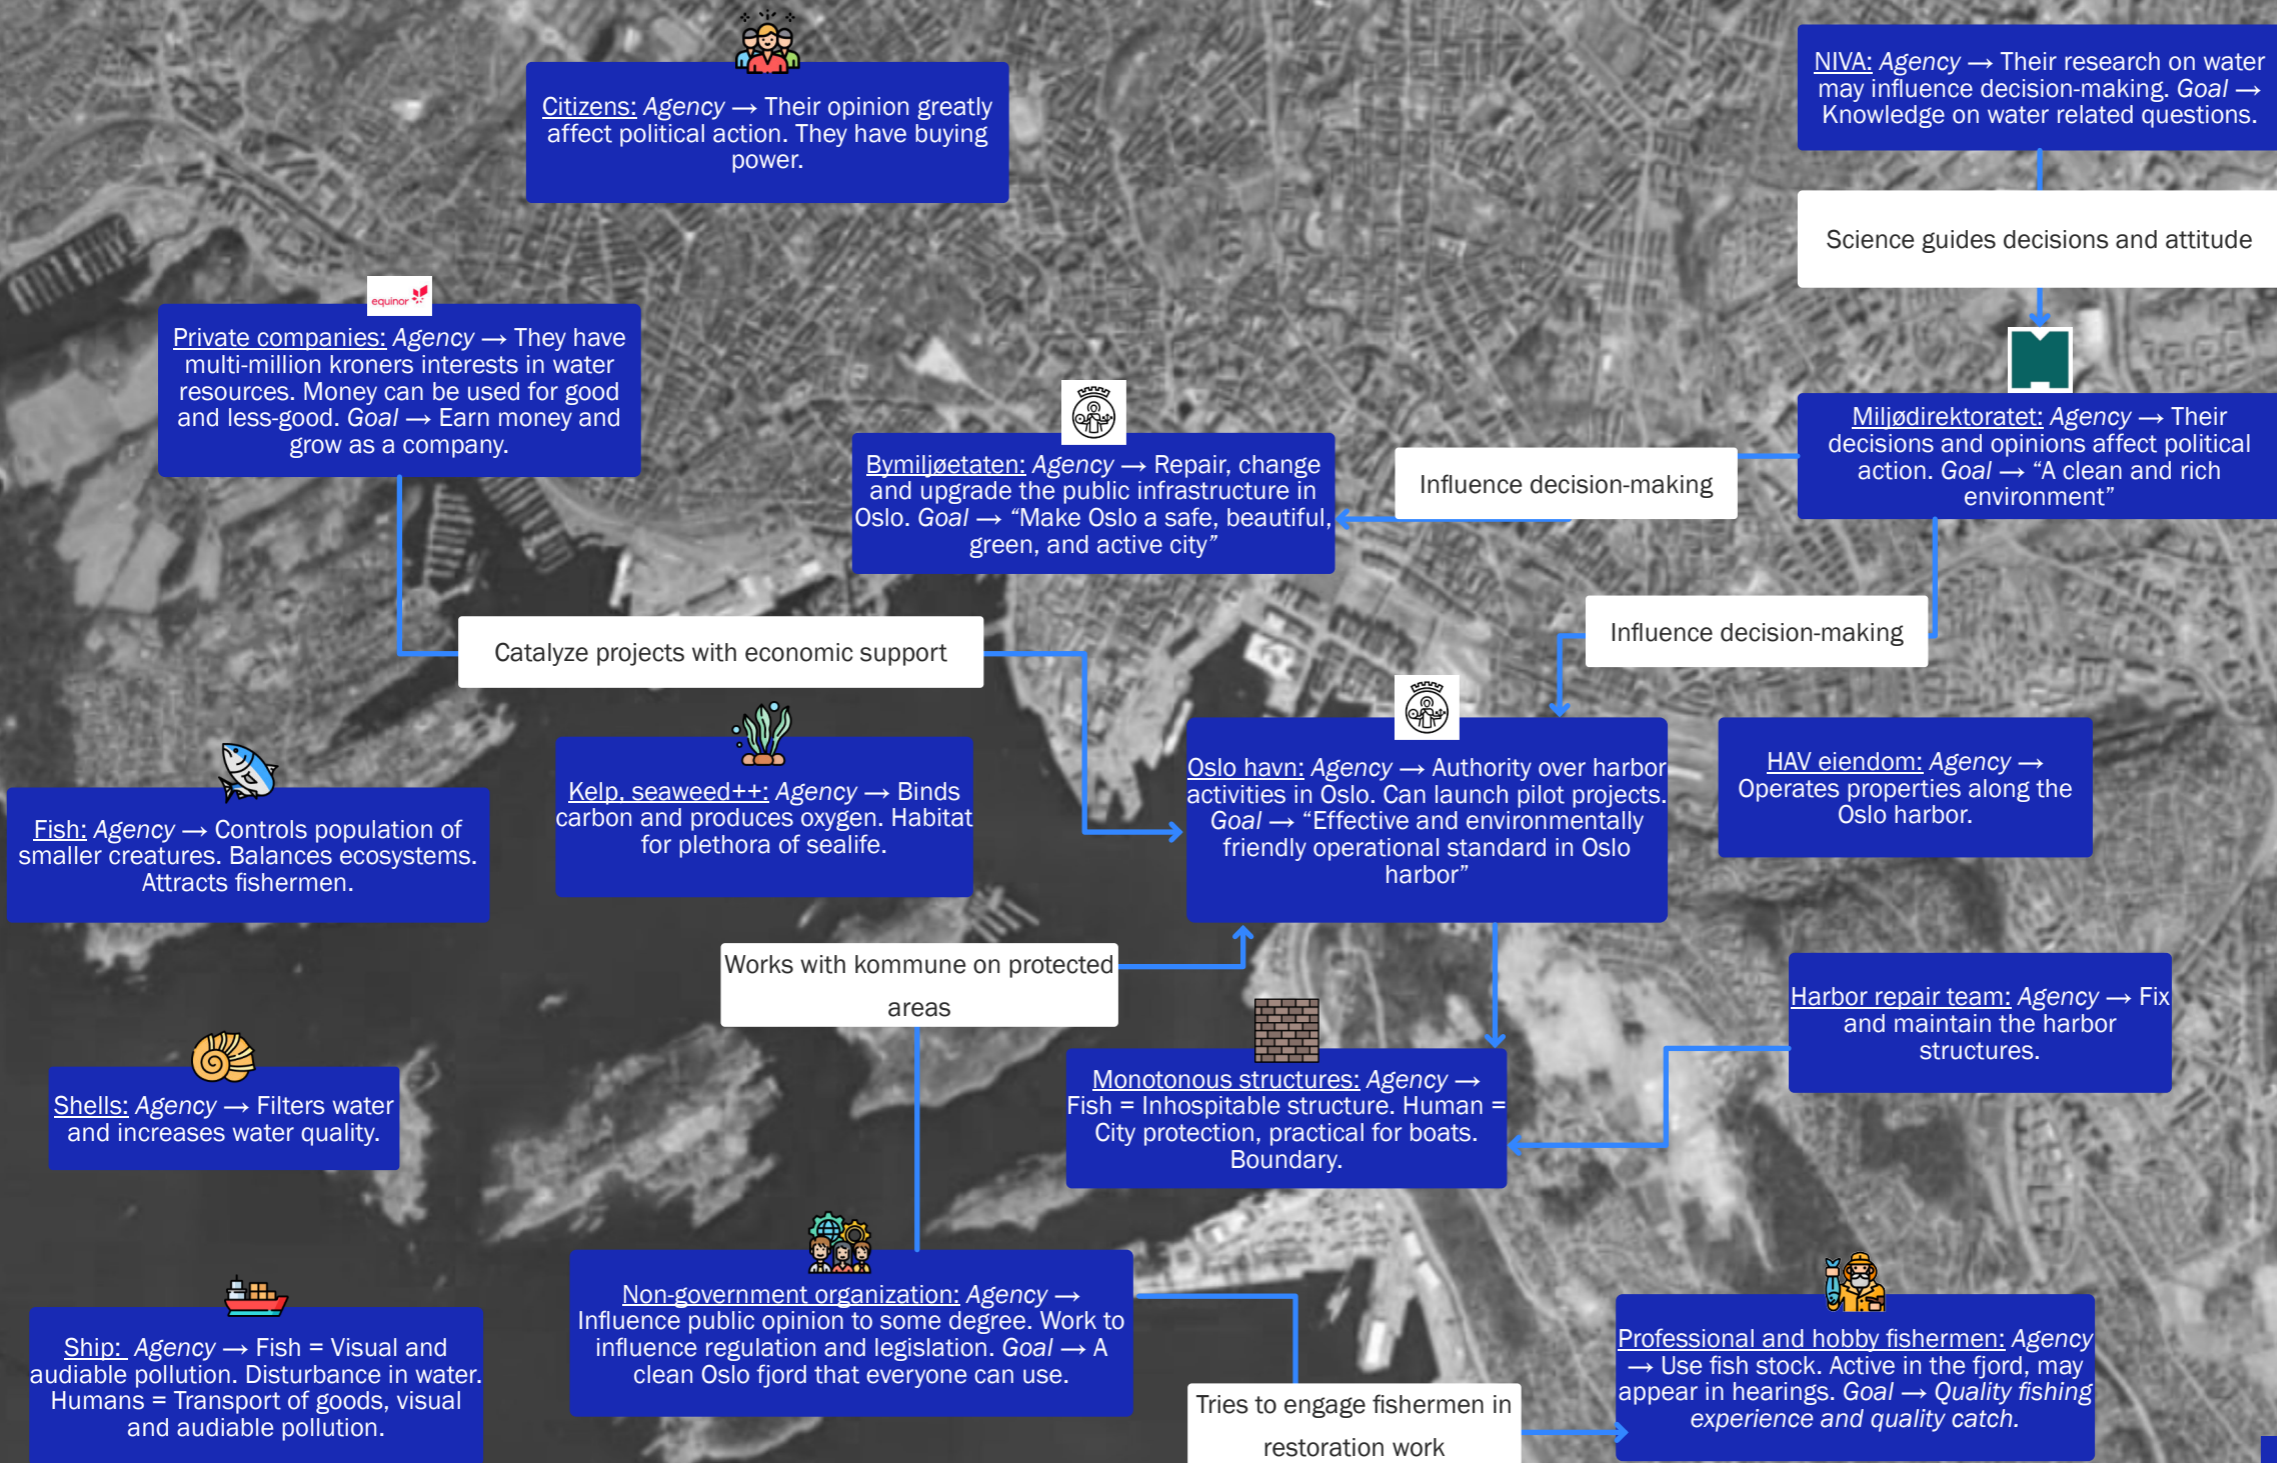 Citizens: Agency → Their opinion greatly
affect political action. They have buying
power.
NIVA: Agency → Their research on water
may influence decision-making. Goal →
Knowledge on water related questions.
Science guides decisions and attitude
equinor
Private companies: Agency → They have
multi-million kroners interests in water
resources. Money can be used for good
and less-good. Goal → Earn money and
grow as a company.
Bymiljøetaten: Agency → Repair, change
and upgrade the public infrastructure in
Oslo. Goal → “Make Oslo a safe, beautiful,
green, and active city”
Influence decision-making
Miljødirektoratet: Agency → Their
decisions and opinions affect political
action. Goal → “A clean and rich
environment”
Catalyze projects with economic support
Influence decision-making
Fish: Agency → Controls population of
smaller creatures. Balances ecosystems.
Attracts fishermen.
Kelp, seaweed++: Agency → Binds
carbon and produces oxygen. Habitat
for plethora of sealife.
Oslo havn: Agency → Authority over harbor
activities in Oslo. Can launch pilot projects.
Goal → “Effective and environmentally
friendly operational standard in Oslo
harbor”
HAV eiendom: Agency →
Operates properties along the
Oslo harbor.
Works with kommune on protected
areas
Harbor repair team: Agency → Fix
and maintain the harbor
structures.
Shells: Agency → Filters water
and increases water quality.
Monotonous structures: Agency →
Fish = Inhospitable structure. Human =
City protection, practical for boats.
Boundary.
Ship: Agency → Fish = Visual and
audiable pollution. Disturbance in water.
Humans = Transport of goods, visual
and audiable pollution.
Non-government organization: Agency →
Influence public opinion to some degree. Work to
influence regulation and legislation. Goal → A
clean Oslo fjord that everyone can use.
Tries to engage fishermen in
restoration work
Professional and hobby fishermen: Agency
→ Use fish stock. Active in the fjord, may
appear in hearings. Goal → Quality fishing
experience and quality catch.